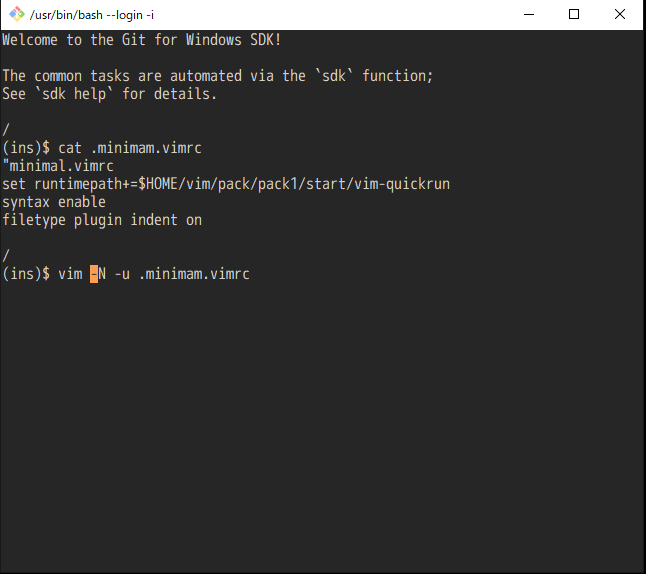 /usr/bin/bash --login -i
Welcome to the Git for Windows SDK!
The common tasks are automated via the `sdk` function;
See `sdk help` for details.
/
(ins)$ cat .minimam.vimrc
"minimal.vimrc
set runtimepath+=$HOME/vim/pack/pack1/start/vim-quickrun
syntax enable
filetype plugin indent on
/
(ins)$ vim -N -u .minimam.vimrc